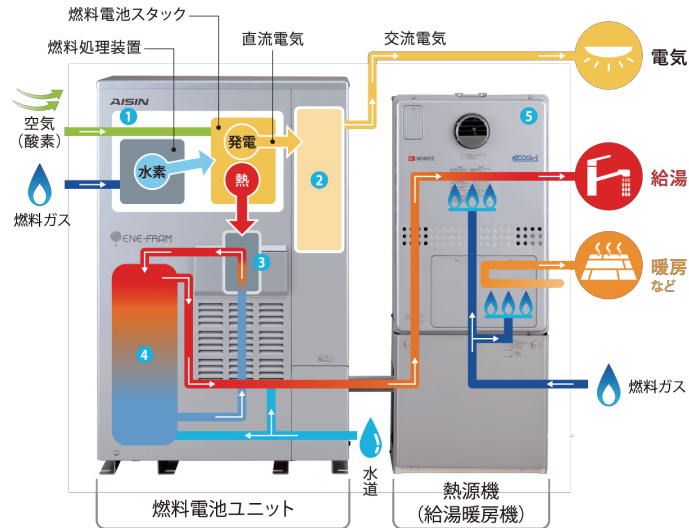 燃料電池スタック
燃料処理装置
直流電気
交流電気
電気
AISIN
1
5
空気
(酸素)
発電
水素
熱
2
NORITZ
給湯
燃料ガス
ENE-FARM
3
暖房
など
4
燃料ガス
水道
燃料電池ユニット
熱源機
(給湯暖房機)